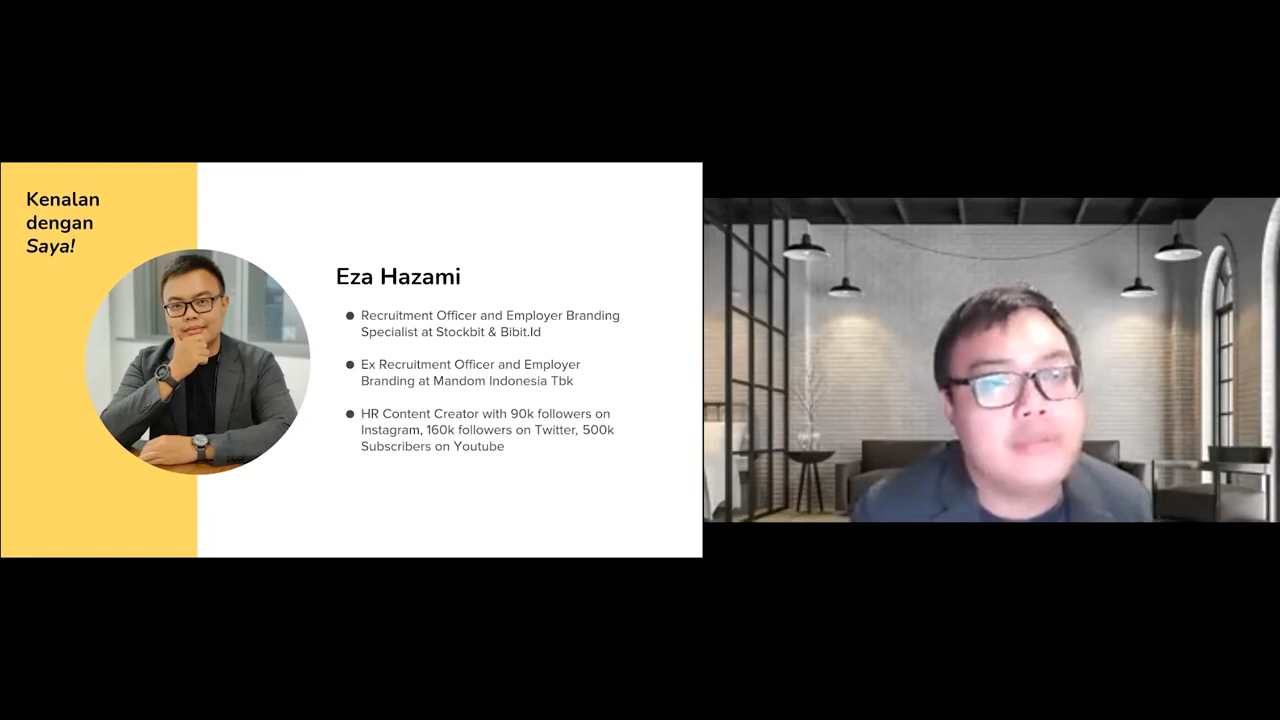 Kenalan
dengan
Saya!
Eza Hazami
● Recruitment Officer and Employer Branding
Specialist at Stockbit & Bibit.Id
● Ex Recruitment Officer and Employer
Branding at Mandom Indonesia Tbk
● HR Content Creator with 90k followers on
Instagram, 160k followers on Twitter, 500k
Subscribers on Youtube